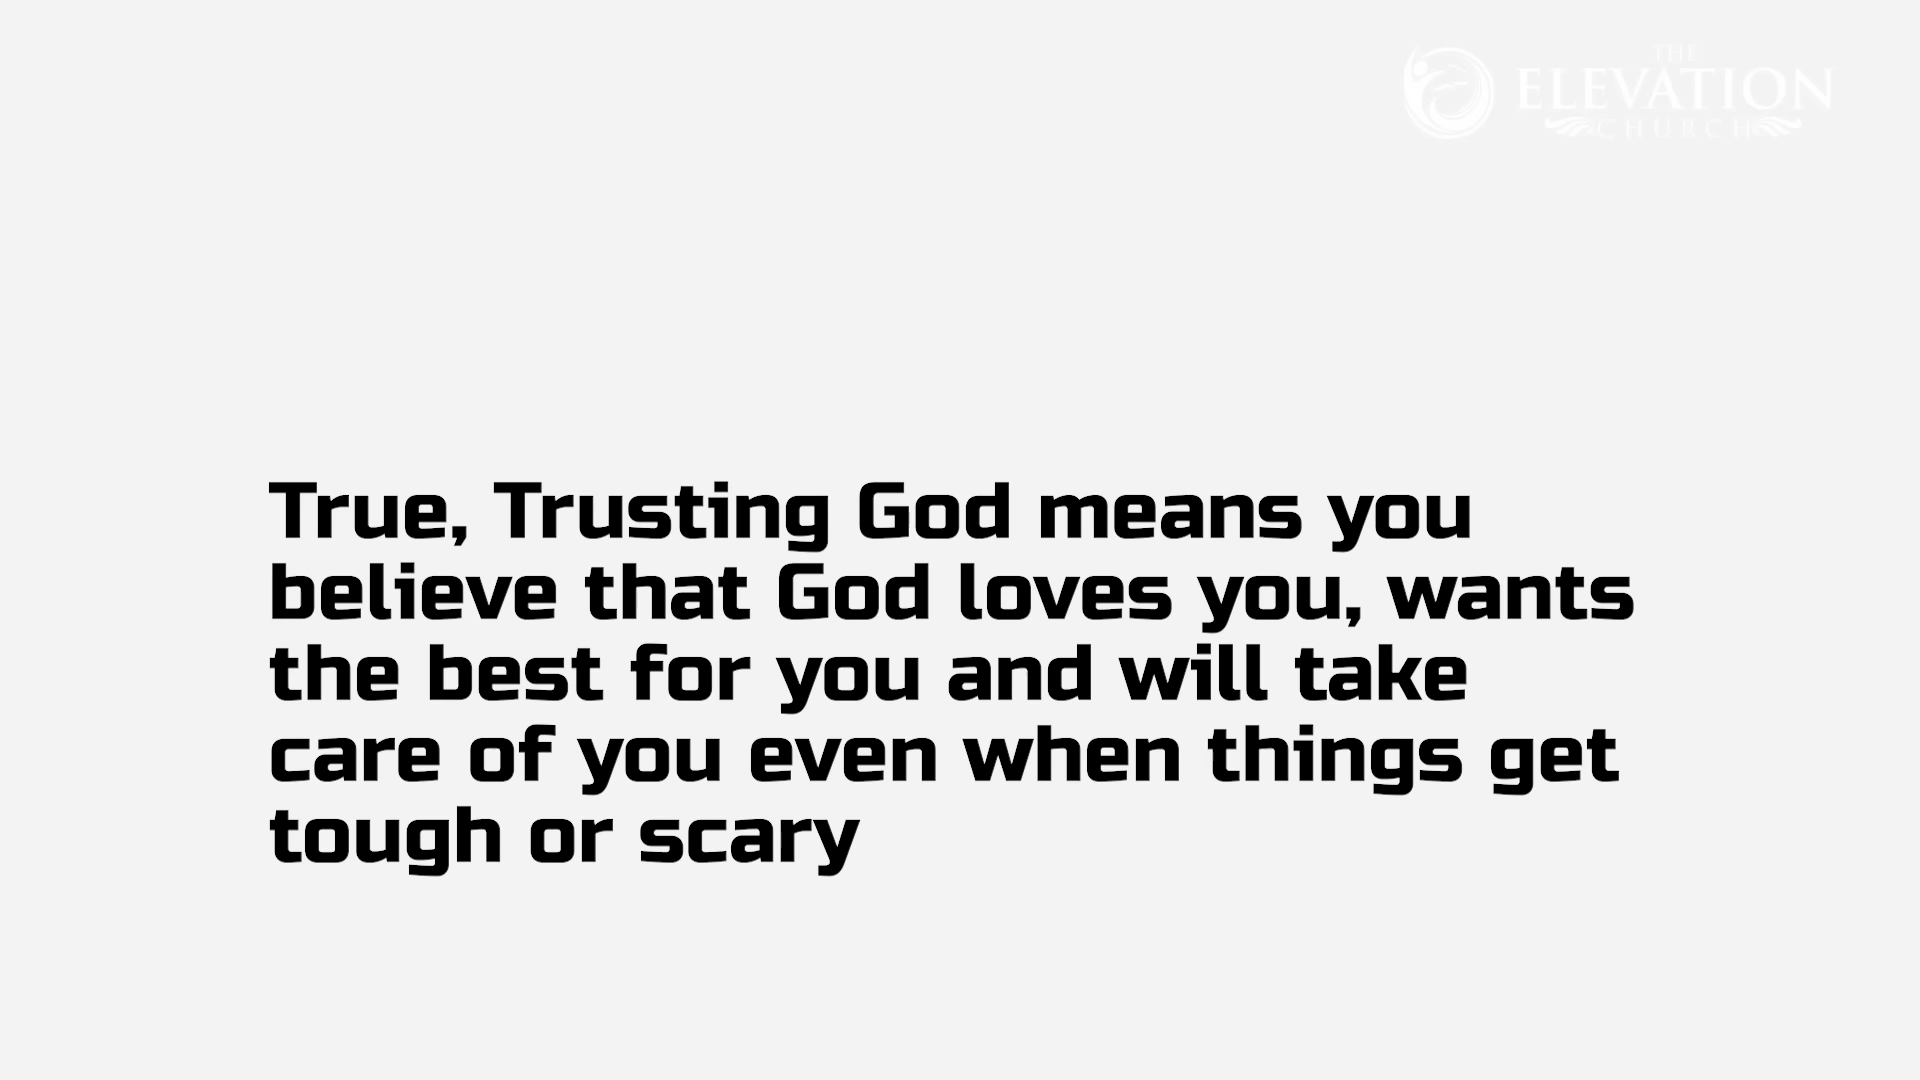 THE
ELEVATION
CHURCH
True, Trusting God means you
believe that God loves you, wants
the best for you and will take
care of you even when things get
tough or scary